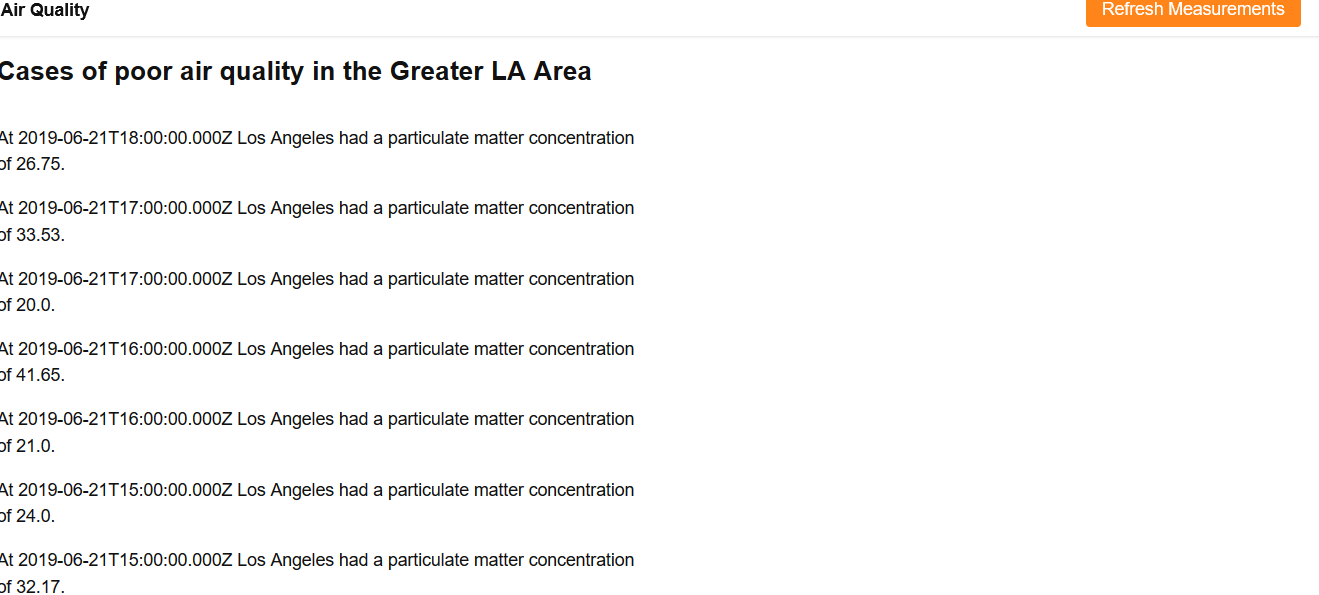 Air Quality
Refresh Measurements
Cases of poor air quality in the Greater LA Area
At 2019-06-21T18:00:00.000Z Los Angeles had a particulate matter concentration
of 26.75.
At 2019-06-21T17:00:00.000Z Los Angeles had a particulate matter concentration
of 33.53.
At 2019-06-21T17:00:00.000Z Los Angeles had a particulate matter concentration
of 20.0.
At 2019-06-21T16:00:00.000Z Los Angeles had a particulate matter concentration
of 41.65.
At 2019-06-21T16:00:00.000Z Los Angeles had a particulate matter concentration
of 21.0.
At 2019-06-21T15:00:00.000Z Los Angeles had a particulate matter concentration
of 24.0.
At 2019-06-21T15:00:00.000Z Los Angeles had a particulate matter concentration
of 32.17.